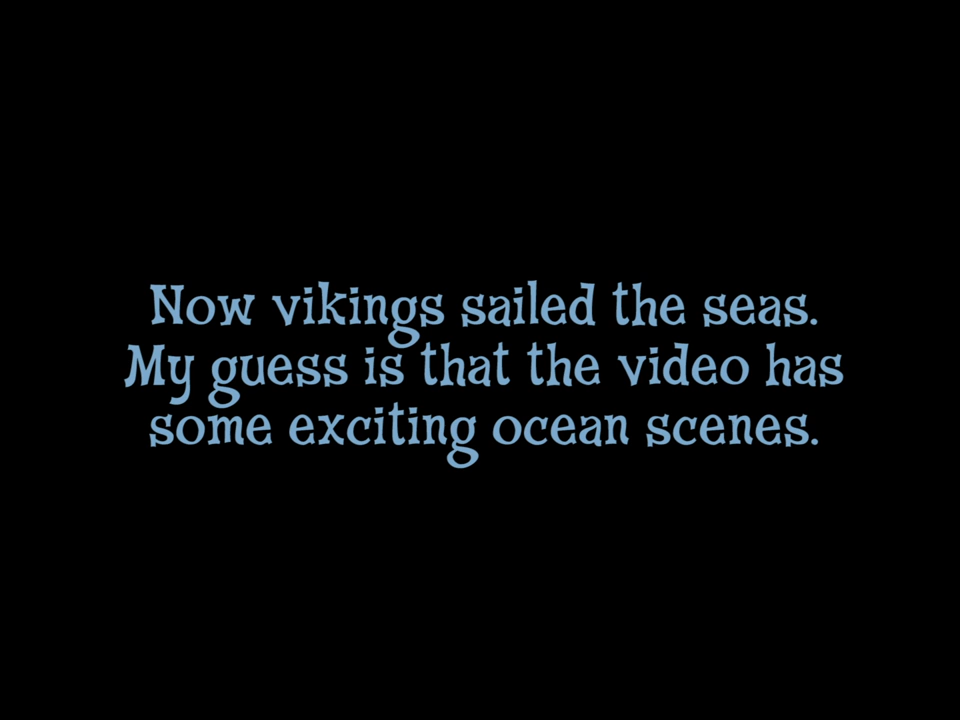 Now vikings sailed the seas.
My guess is that the video has
some exciting ocean scenes.